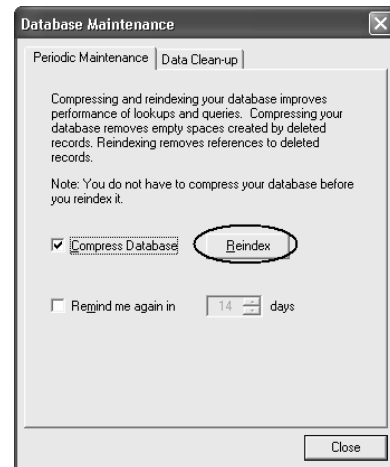 Database Maintenance
Periodic Maintenance
Data Clean-up
Compressing and reindexing your database improves
performance of lookups and queries. Compressing your
database removes empty spaces created by deleted
records. Reindexing removes references to deleted
records.
Note: You do not have to compress your database before
you reindex it.
Compress Database
Reindex
Remind me again in 14 days
Close